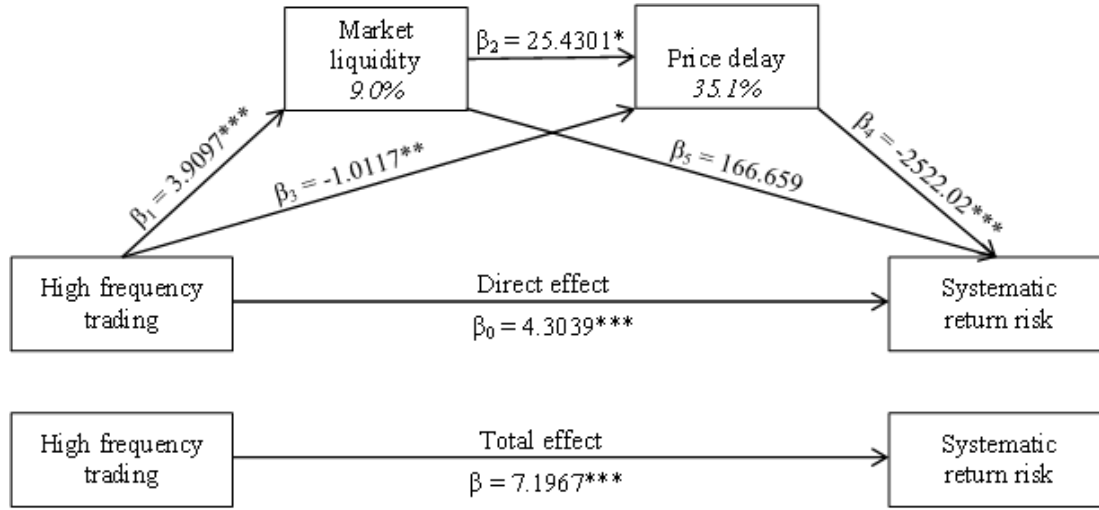 Market
liquidity
9.0%
β₂ = 25.4301*
Price delay
35.1%
β₁ = 3.9097***
β₃ = -1.0117**
β₅ = 166.659
β₄ = -2522.02***
High frequency
trading
Direct effect
β₀ = 4.3039***
Systematic
return risk
High frequency
trading
Total effect
β = 7.1967***
Systematic
return risk